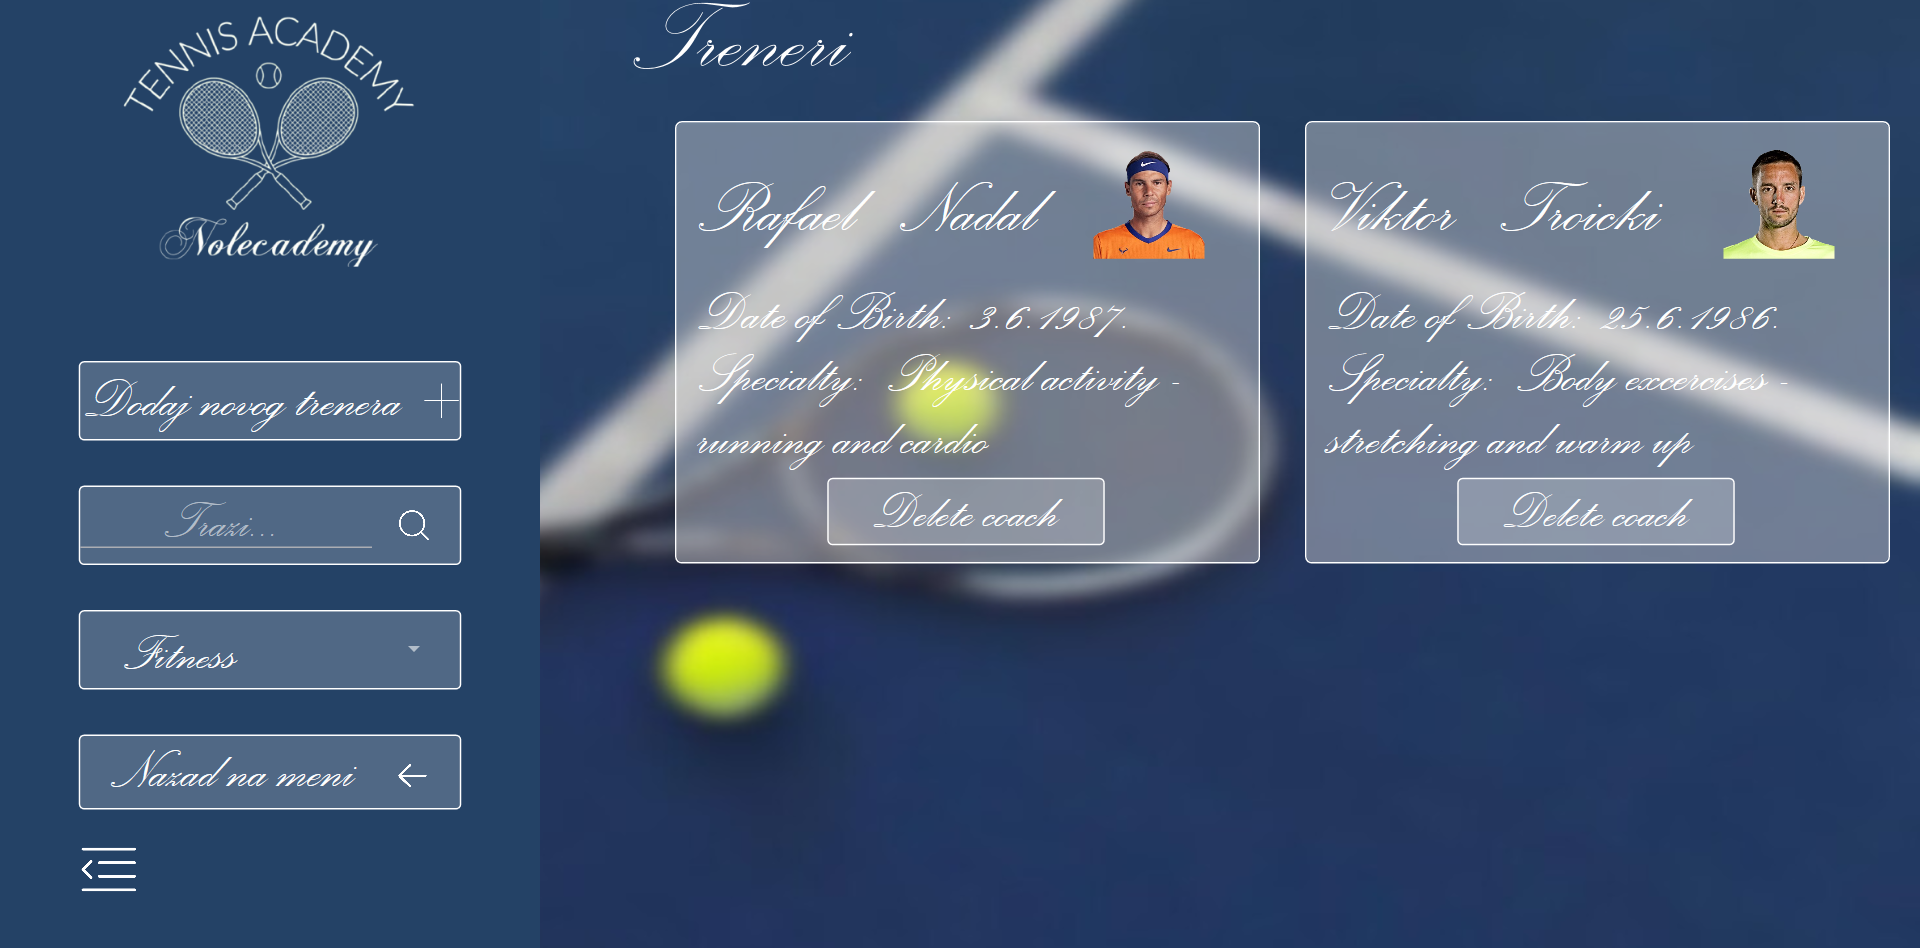 TENNIS ACADEMY
Nolecademy
Dodaj novog trenera
Trazi...
Fitness
Nazad na meni
Treneri
Rafael Nadal
Date of Birth: 3.6.1987.
Specialty: Physical activity -
running and cardio
Delete coach
Viktor Troicki
Date of Birth: 25.6.1986.
Specialty: Body excercises -
stretching and warm up
Delete coach